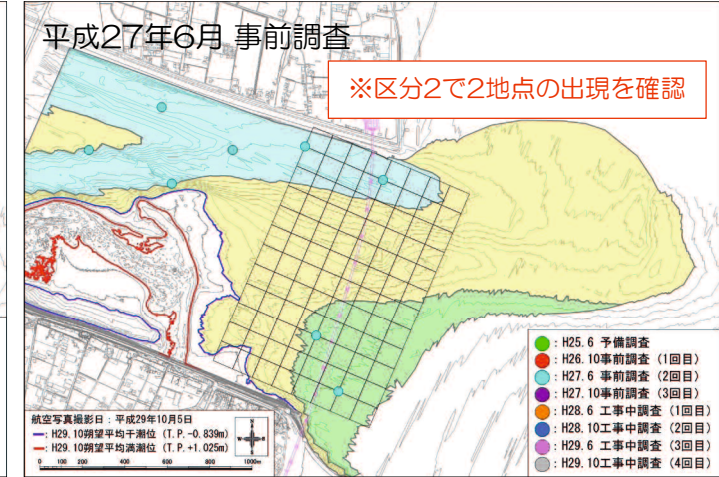 平成27年6月 事前調査
※区分2で2地点の出現を確認
: H25.6 予備調査
: H26.10事前調査 (1回目)
: H27.6 事前調査 (2回目)
: H27.10事前調査 (3回目)
: H28.6 工事中調査 (1回目)
: H28.10工事中調査 (2回目)
: H29.6 工事中調査 (3回目)
: H29.10工事中調査 (4回目)
航空写真撮影日：平成29年10月5日
: H29.10朔望平均干潮位 (T.P.-0.839m)
: H29.10朔望平均満潮位 (T.P.+1.025m)
0 100 200 400 600 800 1000m